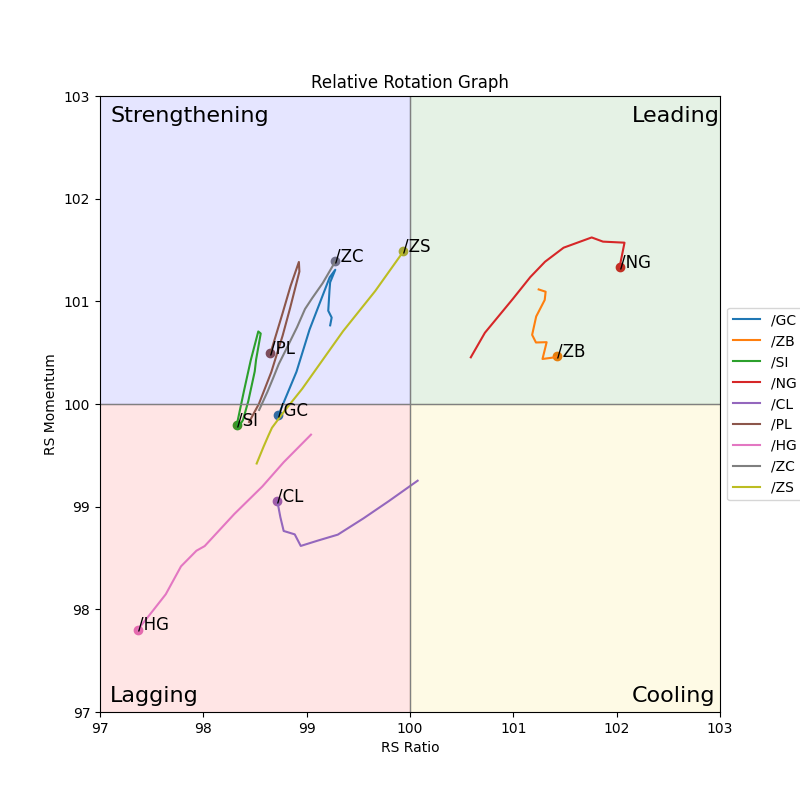 Relative Rotation Graph
103
Strengthening
Leading
102
/ZC
/ZS
/NG
101
/PL
/ZB
100
/SI
/GC
RS Momentum
99
/CL
98
/HG
Lagging
Cooling
97
97
98
99
100
101
102
103
RS Ratio
/GC
/ZB
/SI
/NG
/CL
/PL
/HG
/ZC
/ZS